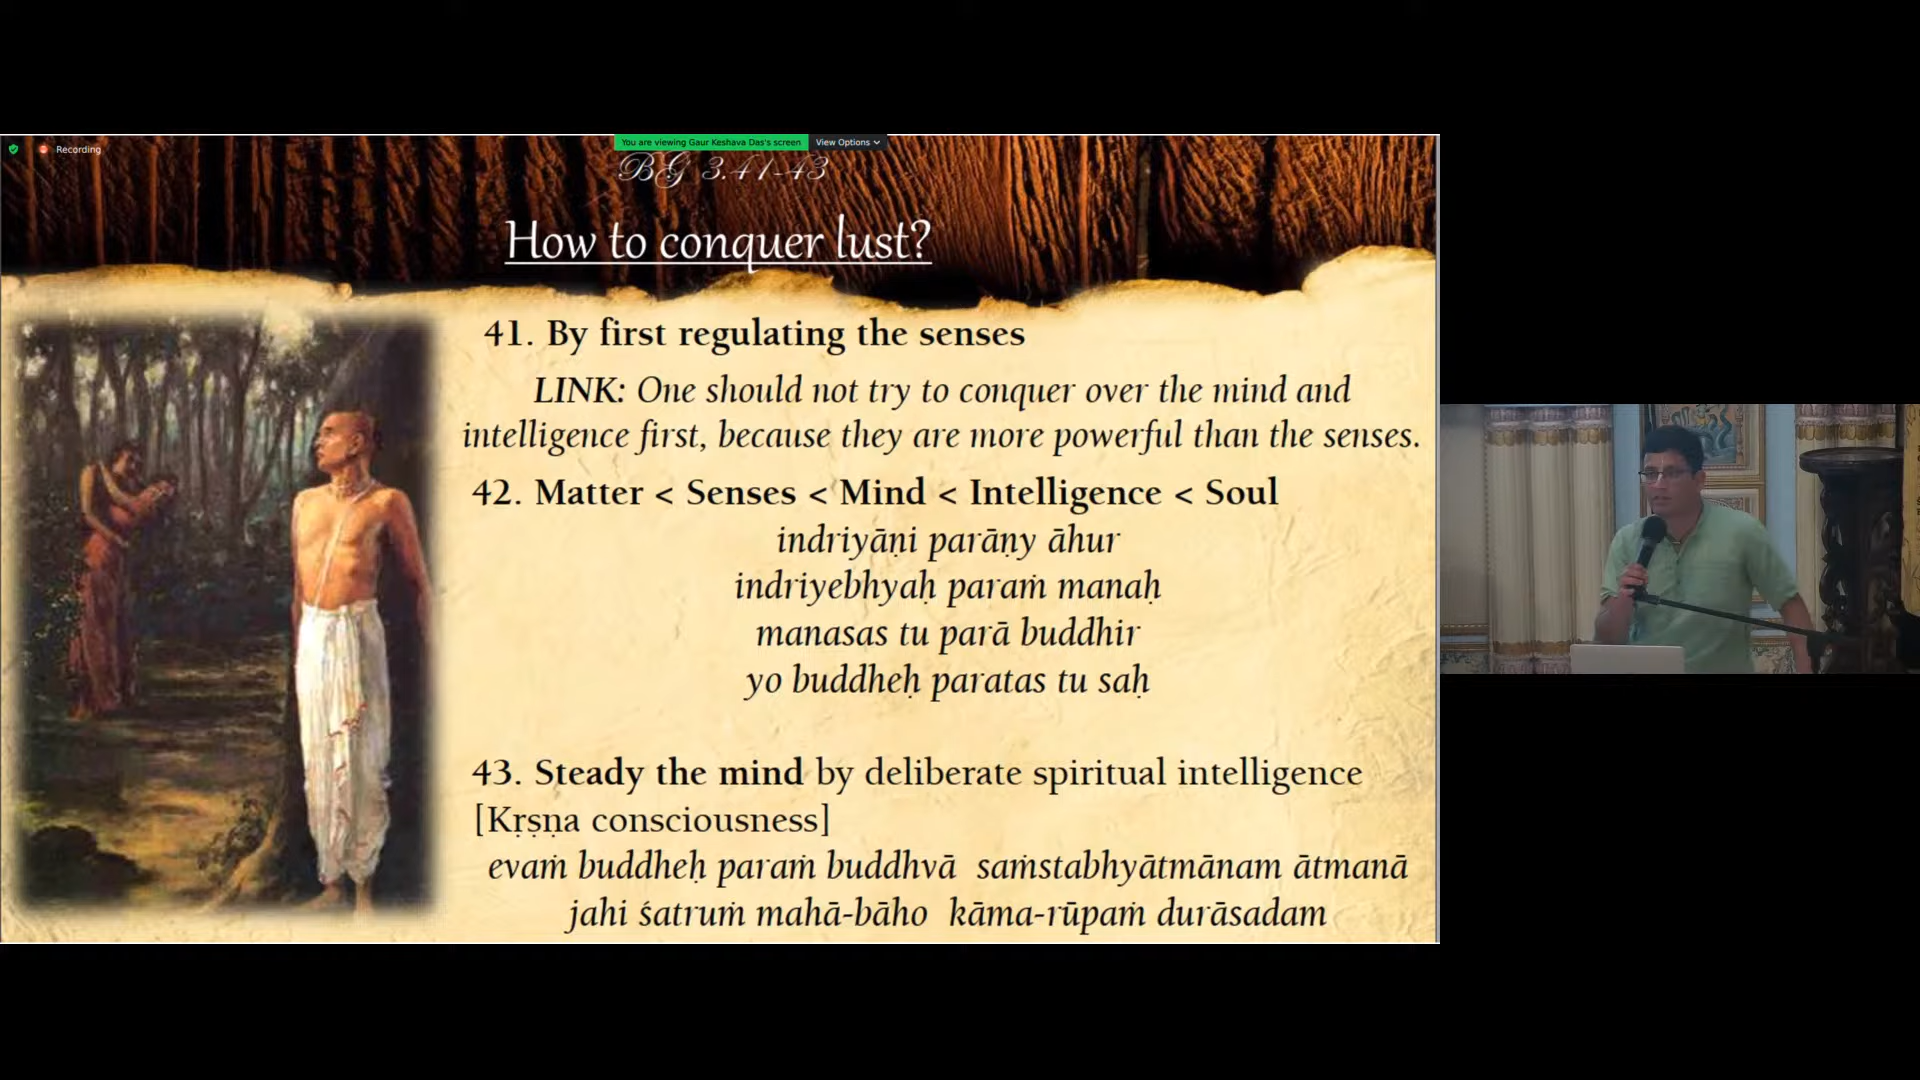 Recording
You are viewing Gaur Keshava Das's screen
View Options
BG 3.41-43
How to conquer lust?
41. By first regulating the senses
LINK: One should not try to conquer over the mind and
intelligence first, because they are more powerful than the senses.
42. Matter < Senses < Mind < Intelligence < Soul
indriyāṇi parāṇy āhur
indriyebhyaḥ paraṁ manaḥ
manasas tu parā buddhir
yo buddheḥ paratas tu saḥ
43. Steady the mind by deliberate spiritual intelligence
[Kṛṣṇa consciousness]
evaṁ buddheḥ paraṁ buddhvā saṁstabhyātmānam ātmanā
jahi śatruṁ mahā-bāho kāma-rūpaṁ durāsadam